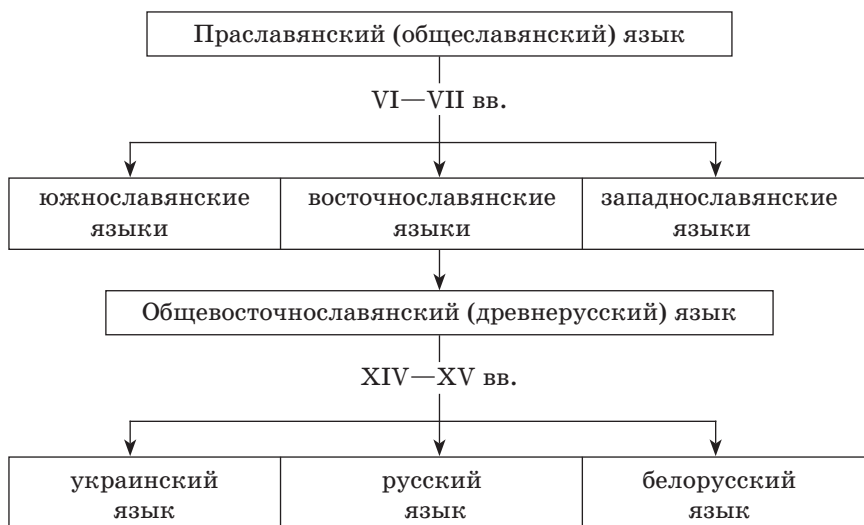 Праславянский (общеславянский) язык
VI—VII вв.
южнославянские языки
восточнославянские языки
западнославянские языки
Общевосточнославянский (древнерусский) язык
XIV—XV вв.
украинский язык
русский язык
белорусский язык